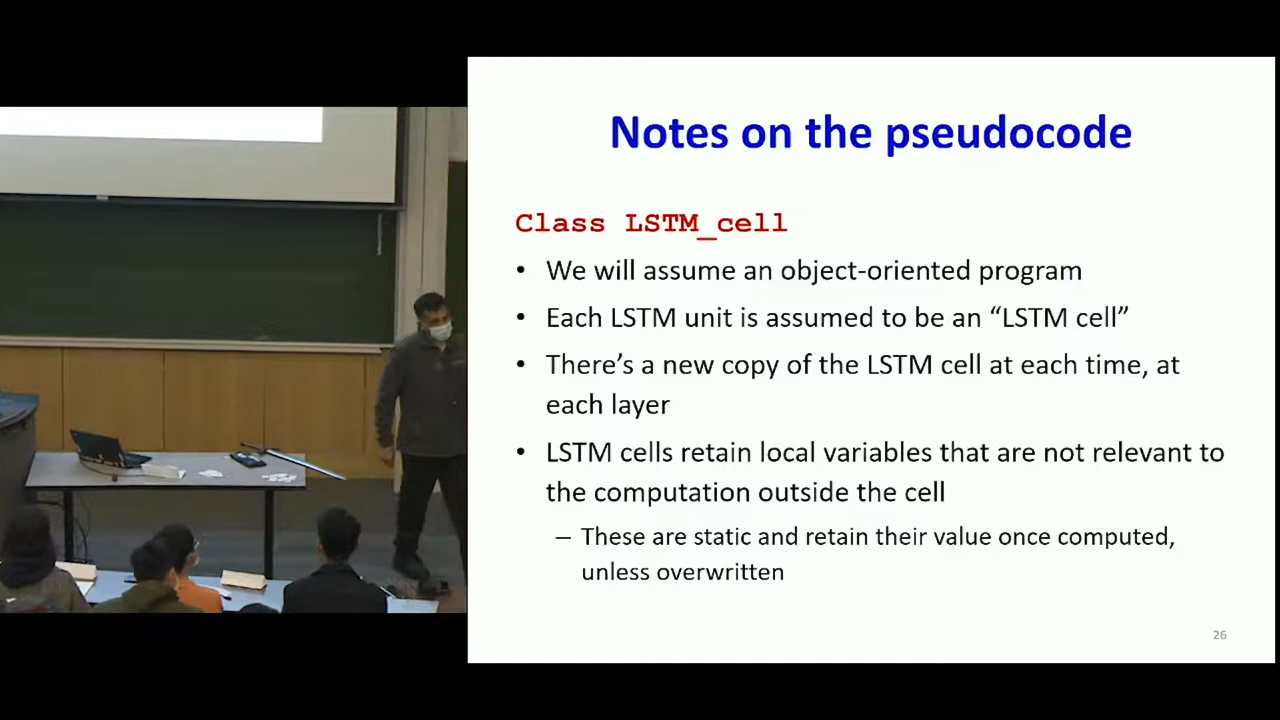 Notes on the pseudocode
Class LSTM_cell
• We will assume an object-oriented program
• Each LSTM unit is assumed to be an “LSTM cell”
• There’s a new copy of the LSTM cell at each time, at
each layer
• LSTM cells retain local variables that are not relevant to
the computation outside the cell
– These are static and retain their value once computed,
unless overwritten
26